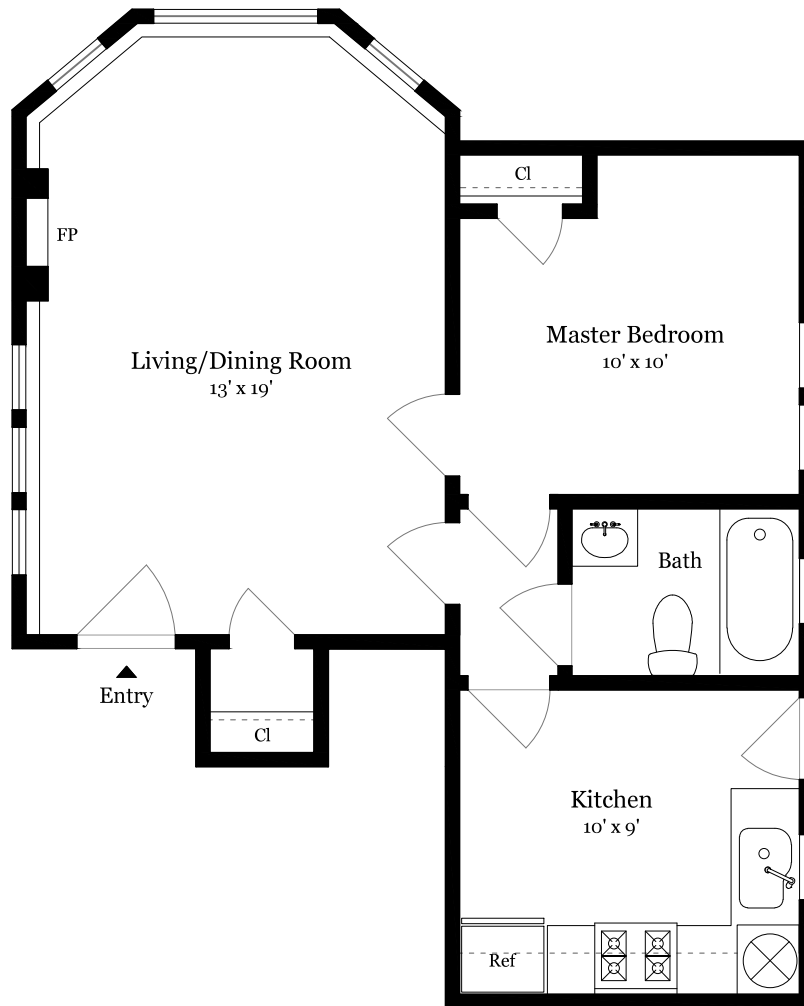 Cl
FP
Master Bedroom
10' x 10'
Living/Dining Room
13' x 19'
Bath
Entry
Cl
Kitchen
10' x 9'
Ref